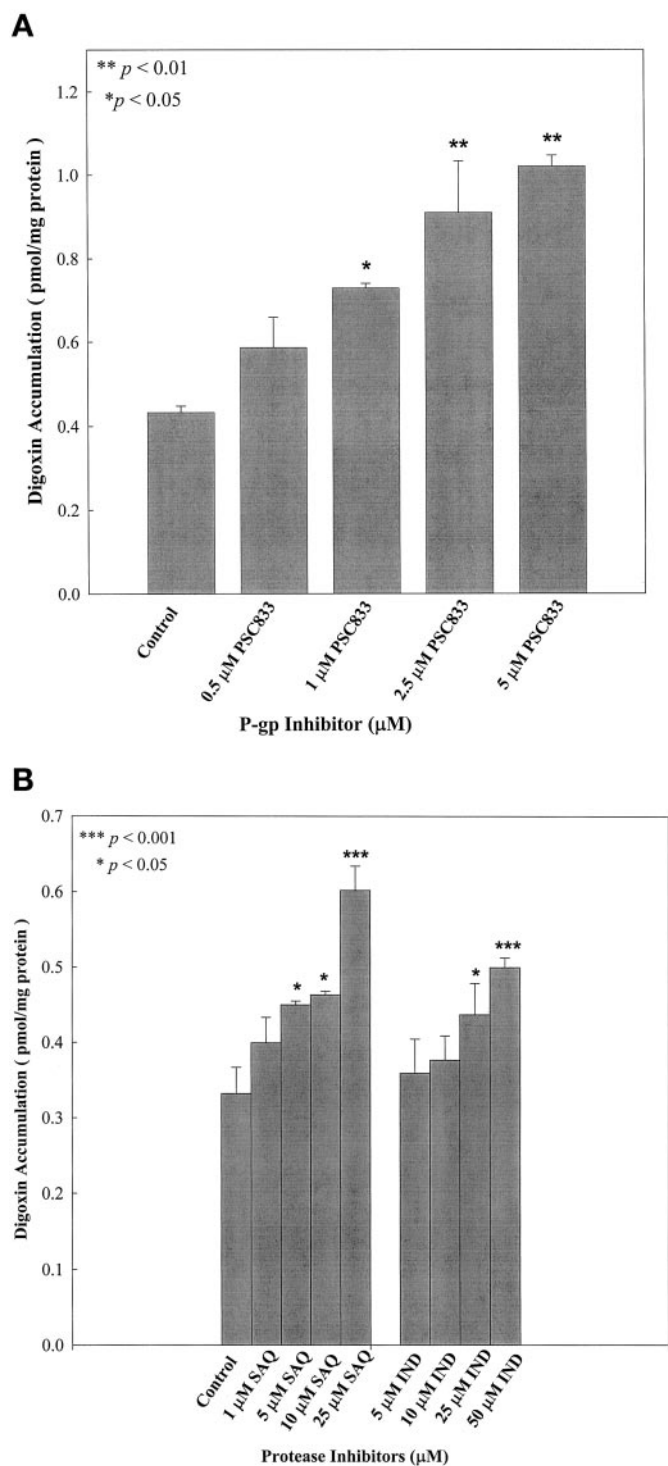 A
** p < 0.01
*p < 0.05
Digoxin Accumulation ( pmol/mg protein )
1.2
1.0
0.8
0.6
0.4
0.2
0.0
*
**
**
Control
0.5 μM PSC833
1 μM PSC833
2.5 μM PSC833
5 μM PSC833
P-gp Inhibitor (μM)
B
*** p < 0.001
* p < 0.05
Digoxin Accumulation ( pmol/mg protein )
0.7
0.6
0.5
0.4
0.3
0.2
0.1
0.0
*
*
***
*
***
Control
1 μM SAQ
5 μM SAQ
10 μM SAQ
25 μM SAQ
5 μM IND
10 μM IND
25 μM IND
50 μM IND
Protease Inhibitors (μM)